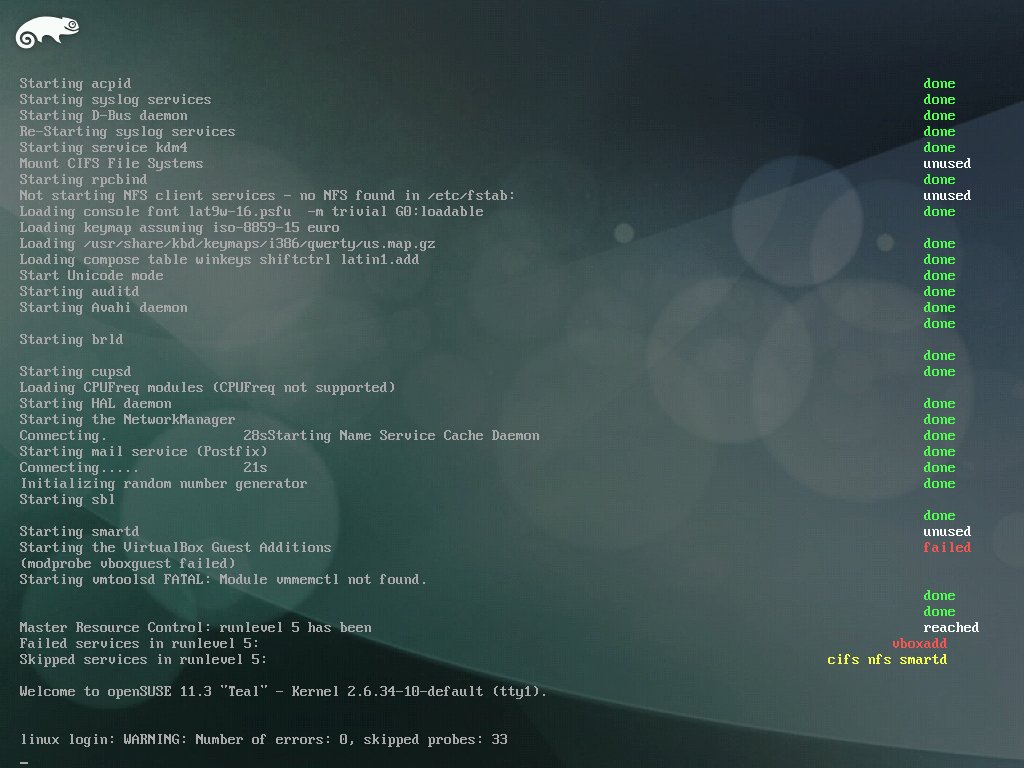 Starting acpid done
Starting syslog services done
Starting D-Bus daemon done
Re-Starting syslog services done
Starting service kdm4 done
Mount CIFS File Systems unused
Starting rpcbind done
Not starting NFS client services - no NFS found in /etc/fstab: unused
Loading console font lat9w-16.psfu  -m trivial G0:loadable done
Loading keymap assuming iso-8859-15 euro
Loading /usr/share/kbd/keymaps/i386/qwerty/us.map.gz done
Loading compose table winkeys shiftctrl latin1.add done
Start Unicode mode done
Starting auditd done
Starting Avahi daemon done
done
Starting brld
done
Starting cupsd done
Loading CPUFreq modules (CPUFreq not supported)
Starting HAL daemon done
Starting the NetworkManager done
Connecting. 28sStarting Name Service Cache Daemon done
Starting mail service (Postfix) done
Connecting..... 21s done
Initializing random number generator done
Starting sbl
done
Starting smartd unused
Starting the VirtualBox Guest Additions failed
(modprobe vboxguest failed)
Starting vmtoolsd FATAL: Module vmmemctl not found.
done
done
Master Resource Control: runlevel 5 has been reached
Failed services in runlevel 5: vboxadd
Skipped services in runlevel 5: cifs nfs smartd
Welcome to openSUSE 11.3 "Teal" - Kernel 2.6.34-10-default (tty1).
linux login: WARNING: Number of errors: 0, skipped probes: 33
_